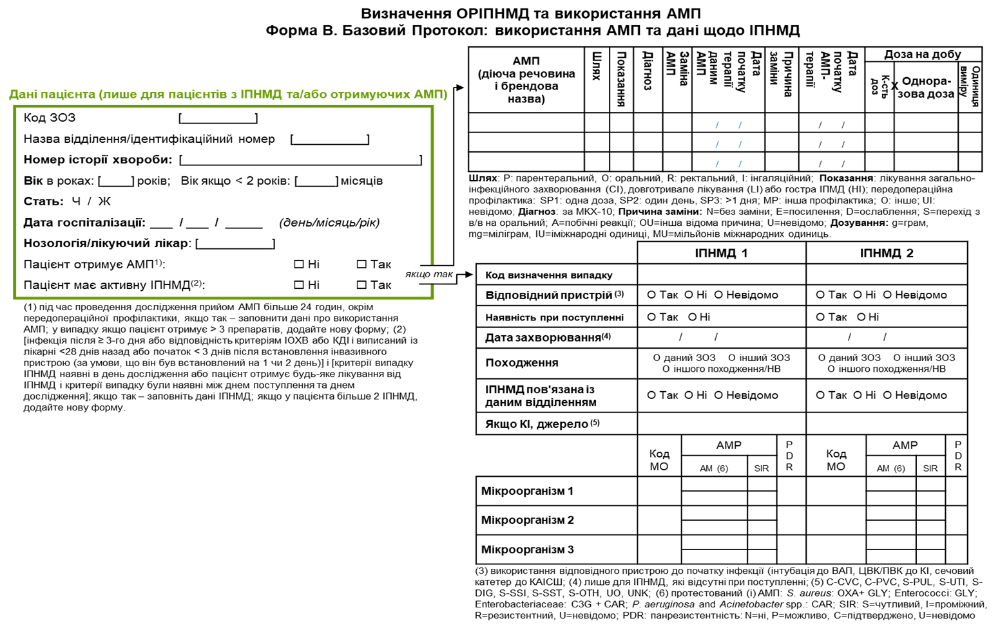 Визначення ОРІПНМД та використання АМП
Форма В. Базовий Протокол: використання АМП та дані щодо ІПНМД
Дані пацієнта (лише для пацієнтів з ІПНМД та/або отримуючих АМП)
Код ЗОЗ [___________]
Назва відділення/ідентифікаційний номер [___________]
Номер історії хвороби: [___________________________________]
Вік в роках: [_____] років; Вік якщо < 2 років: [______] місяців
Стать: Ч / Ж
Дата госпіталізації: ___ / ___ / _____ (день/місяць/рік)
Нозологія/лікуючий лікар: [___________]
Пацієнт отримує АМП1): ☐ Ні ☐ Так
Пацієнт має активну ІПНМД(2): ☐ Ні ☐ Так
якщо так
(1) під час проведення дослідження прийом АМП більше 24 годин, окрім
передопераційної профілактики, якщо так – заповнити дані про використання
АМП; у випадку якщо пацієнт отримує > 3 препаратів, додайте нову форму; (2)
[інфекція після ≥ 3-го дня або відповідність критеріям ІОХВ або КДІ і виписаний із
лікарні <28 днів назад або початок < 3 днів після встановлення інвазивного
пристрою (за умови, що він був встановлений на 1 чи 2 день)] і [критерії випадку
ІПНМД наявні в день дослідження або пацієнт отримує будь-яке лікування від
ІПНМД і критерії випадку були наявні між днем поступлення та днем
дослідження]; якщо так – заповніть дані ІПНМД; якщо у пацієнта більше 2 ІПНМД,
додайте нову форму.
АМП
(діюча речовина
і брендова
назва)
Шлях
Показання
Діагноз
Заміна
АМП
Дата
початку
терапії
даним
АМП
Причина
заміни
Дата
початку
АМП-
терапії
Доза на добу
К-сть
доз
X
Однора-
зова доза
Одиниця
виміру
/ / / /
/ / / /
/ / / /
Шлях: P: парентеральний, O: оральний, R: ректальний, I: інгаляційний; Показання: лікування загально-
інфекційного захворювання (CI), довготривале лікування (LI) або гостра ІПМД (HI); передопераційна
профілактика: SP1: одна доза, SP2: один день, SP3: >1 дня; MP: інша профілактика; O: інше; UI:
невідомо; Діагноз: за МКХ-10; Причина заміни: N=без заміни; E=посилення; D=ослаблення; S=перехід з
в/в на оральний; A=побічні реакції; OU=інша відома причина; U=невідомо; Дозування: g=грам,
mg=міліграм, IU=іміжнародні одиниці, MU=мільйонів міжнародних одиниць.
ІПНМД 1 ІПНМД 2
Код визначення випадку
Відповідний пристрій (3) О Так О Ні О Невідомо О Так О Ні О Невідомо
Наявність при поступленні О Так О Ні О Так О Ні
Дата захворювання(4) / / / /
Походження О даний ЗОЗ О інший ЗОЗ О даний ЗОЗ О інший ЗОЗ
О іншого походження/НВ О іншого походження/НВ
ІПНМД пов'язана із
даним відділенням О Так О Ні О Невідомо О Так О Ні О Невідомо
Якщо КІ, джерело (5)
Код
МО
АМР
АМ (6) SIR
P
D
R
Код
МО
АМР
АМ (6) SIR
P
D
R
Мікроорганізм 1
Мікроорганізм 2
Мікроорганізм 3
(3) використання відповідного пристрою до початку інфекції (інтубація до ВАП, ЦВК/ПВК до КІ, сечовий
катетер до КАІСШ; (4) лише для ІПНМД, які відсутні при поступленні; (5) C-CVC, C-PVC, S-PUL, S-UTI, S-
DIG, S-SSI, S-SST, S-OTH, UO, UNK; (6) протестований (і) АМП: S. aureus: OXA+ GLY; Enterococci: GLY;
Enterobacteriaceae: C3G + CAR; P. aeruginosa and Acinetobacter spp.: CAR; SIR: S=чутливий, I=проміжний,
R=резистентний, U=невідомо; PDR: панрезистентність: N=ні, P=можливо, C=підтверджено, U=невідомо